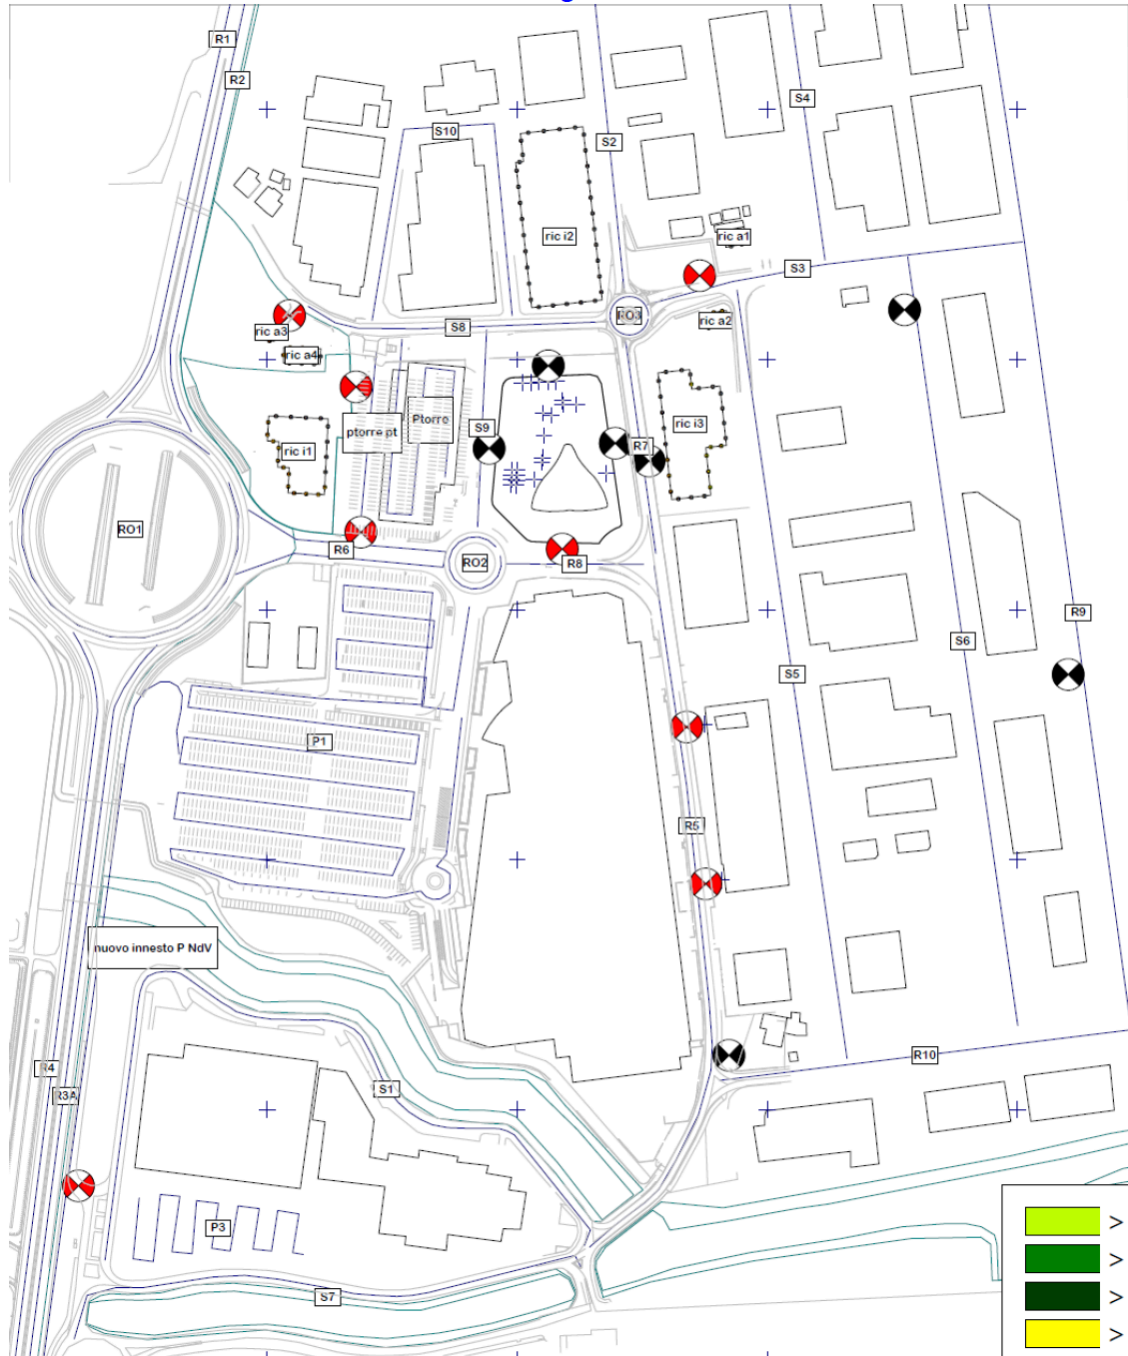 R1
R2
S4
S10
S2
ric i2
ric a1
S3
RO3
ric a2
S8
ric a3
ric a4
Ptorre
ptorre pt
S9
ric i3
R7
ric i1
RO1
R6
RO2
R8
R9
S6
S5
P1
R5
nuovo innesto P NdV
R10
R4
S1
R3A
P3
S7
>
>
>
>